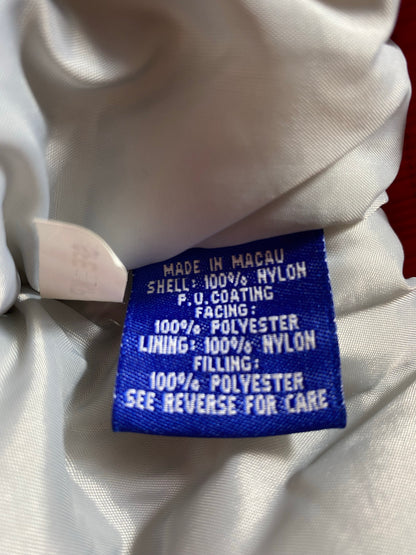 MADE IN MACAU
SHELL: 100% NYLON
P.U.COATING
FACING:
100% POLYESTER
LINING: 100% NYLON
FILLING:
100% POLYESTER
SEE REVERSE FOR CARE